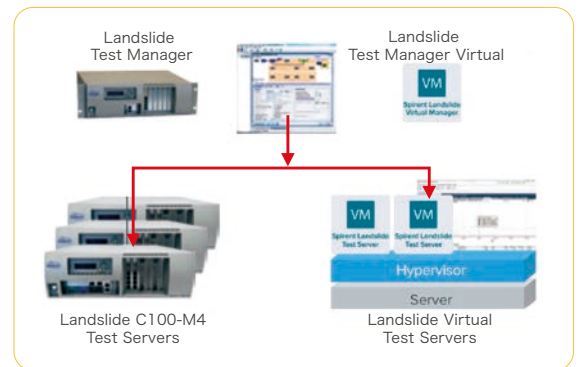 Landslide
Test Manager
Landslide
Test Manager Virtual
VM
Spirent Landslide
Virtual Manager
VM
Spirent Landslide
Test Server
VM
Spirent Landslide
Test Server
Hypervisor
Server
Landslide C100-M4
Test Servers
Landslide Virtual
Test Servers